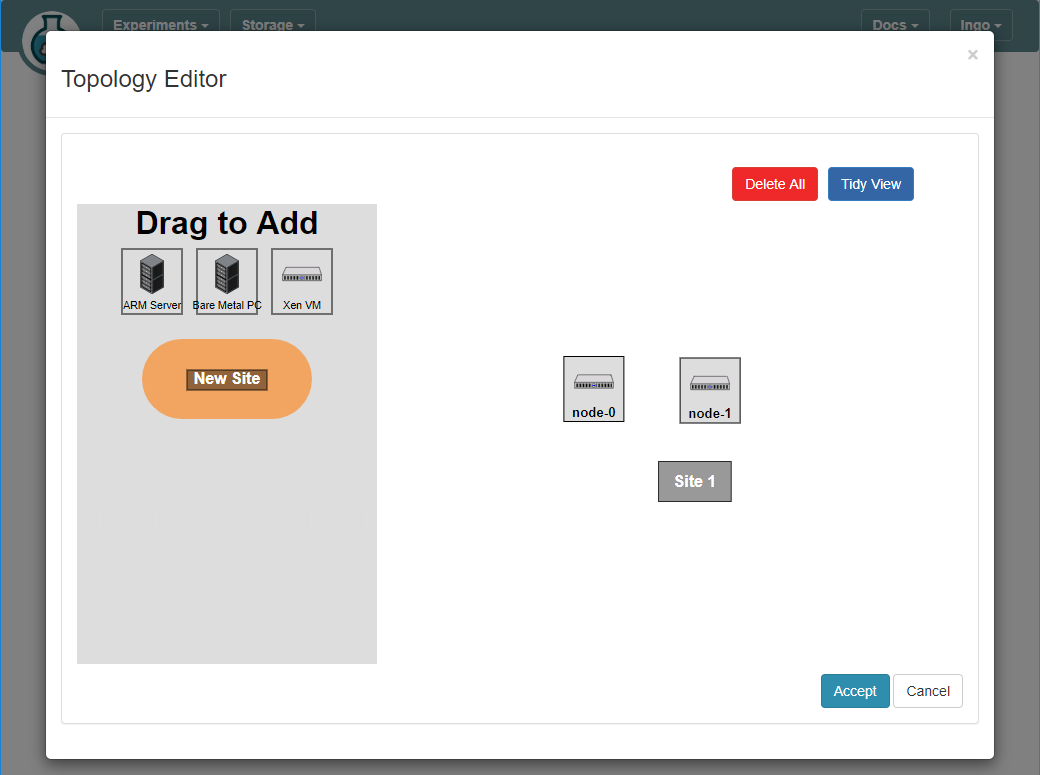 Experiments
Storage
Docs
Ingo
×
Topology Editor
Delete All
Tidy View
Drag to Add
ARM Server
Bare Metal PC
Xen VM
New Site
node-0
node-1
Site 1
Accept
Cancel